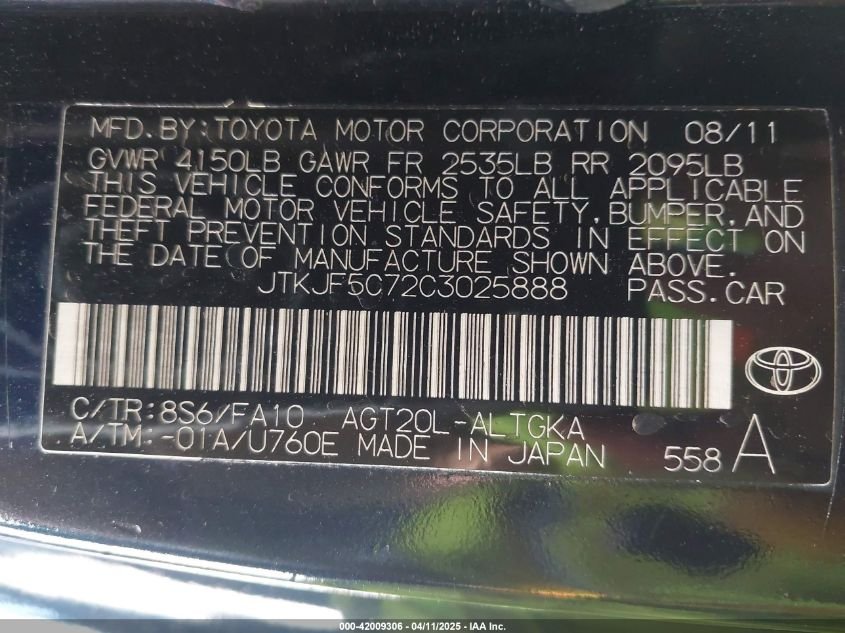 MFD.BY:TOYOTA MOTOR CORPORATION 08/11
GVWR 4150LB GAWR FR 2535LB RR 2095LB
THIS VEHICLE CONFORMS TO ALL APPLICABLE
FEDERAL MOTOR VEHICLE SAFETY,BUMPER,AND
THEFT PREVENTION STANDARDS IN EFFECT ON
THE DATE OF MANUFACTURE SHOWN ABOVE.
JTKJF5C72C3025888 PASS.CAR
C/TR:8S6/FA10 AGT20L-ALTGKA
A/TM:-01A/U760E MADE IN JAPAN 558 A
000-42009306 - 04/11/2025 - IAA Inc.